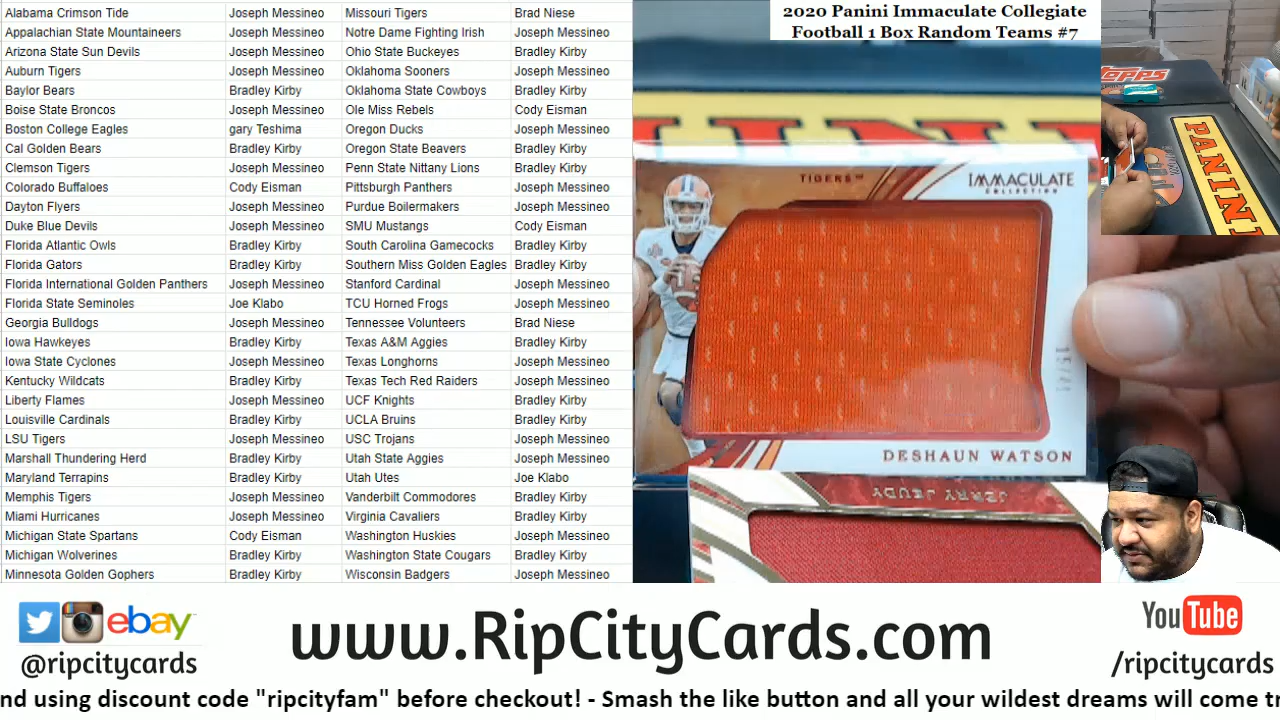 Alabama Crimson Tide Joseph Messineo Missouri Tigers Brad Niese
Appalachian State Mountaineers Joseph Messineo Notre Dame Fighting Irish Joseph Messineo
Arizona State Sun Devils Joseph Messineo Ohio State Buckeyes Bradley Kirby
Auburn Tigers Joseph Messineo Oklahoma Sooners Joseph Messineo
Baylor Bears Bradley Kirby Oklahoma State Cowboys Bradley Kirby
Boise State Broncos Joseph Messineo Ole Miss Rebels Cody Eisman
Boston College Eagles gary Teshima Oregon Ducks Joseph Messineo
Cal Golden Bears Bradley Kirby Oregon State Beavers Bradley Kirby
Clemson Tigers Joseph Messineo Penn State Nittany Lions Bradley Kirby
Colorado Buffaloes Cody Eisman Pittsburgh Panthers Joseph Messineo
Dayton Flyers Joseph Messineo Purdue Boilermakers Joseph Messineo
Duke Blue Devils Joseph Messineo SMU Mustangs Cody Eisman
Florida Atlantic Owls Bradley Kirby South Carolina Gamecocks Bradley Kirby
Florida Gators Bradley Kirby Southern Miss Golden Eagles Bradley Kirby
Florida International Golden Panthers Joseph Messineo Stanford Cardinal Joseph Messineo
Florida State Seminoles Joe Klabo TCU Horned Frogs Joseph Messineo
Georgia Bulldogs Joseph Messineo Tennessee Volunteers Brad Niese
Iowa Hawkeyes Bradley Kirby Texas A&M Aggies Bradley Kirby
Iowa State Cyclones Joseph Messineo Texas Longhorns Joseph Messineo
Kentucky Wildcats Bradley Kirby Texas Tech Red Raiders Joseph Messineo
Liberty Flames Joseph Messineo UCF Knights Bradley Kirby
Louisville Cardinals Bradley Kirby UCLA Bruins Bradley Kirby
LSU Tigers Joseph Messineo USC Trojans Joseph Messineo
Marshall Thundering Herd Bradley Kirby Utah State Aggies Joseph Messineo
Maryland Terrapins Bradley Kirby Utah Utes Joe Klabo
Memphis Tigers Joseph Messineo Vanderbilt Commodores Bradley Kirby
Miami Hurricanes Joseph Messineo Virginia Cavaliers Bradley Kirby
Michigan State Spartans Cody Eisman Washington Huskies Joseph Messineo
Michigan Wolverines Bradley Kirby Washington State Cougars Bradley Kirby
Minnesota Golden Gophers Bradley Kirby Wisconsin Badgers Joseph Messineo
2020 Panini Immaculate Collegiate
Football 1 Box Random Teams #7
TIGERS™
IMMACULATE
COLLECTION
DESHAUN WATSON
JERRY JEUDY
TOPPS
PANINI
ebay™
@ripcitycards
www.RipCityCards.com
YouTube
/ripcitycards
nd using discount code "ripcityfam" before checkout! - Smash the like button and all your wildest dreams will come tr